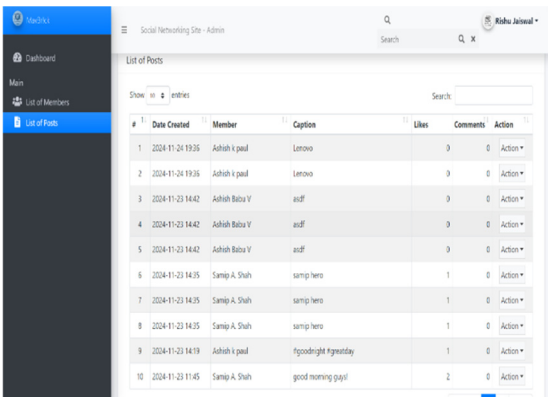 Rishu Jaiswal
Social Networking Site - Admin
Search
Dashboard
Main
List of Members
List of Posts
List of Posts
Show entries
Search:
# Date Created Member Caption Likes Comments Action
1 2024-11-24 19:36 Ashish k paul Lenovo 0 0 Action
2 2024-11-24 19:36 Ashish k paul Lenovo 0 0 Action
3 2024-11-23 14:42 Ashish Babu V asdf 0 0 Action
4 2024-11-23 14:42 Ashish Babu V asdf 0 0 Action
5 2024-11-23 14:42 Ashish Babu V asdf 0 0 Action
6 2024-11-23 14:35 Samip A. Shah samip hero 1 0 Action
7 2024-11-23 14:35 Samip A. Shah samip hero 1 0 Action
8 2024-11-23 14:35 Samip A. Shah samip hero 1 0 Action
9 2024-11-23 14:19 Ashish k paul #goodnight #greatday 1 0 Action
10 2024-11-23 11:45 Samip A. Shah good morning guys! 2 0 Action